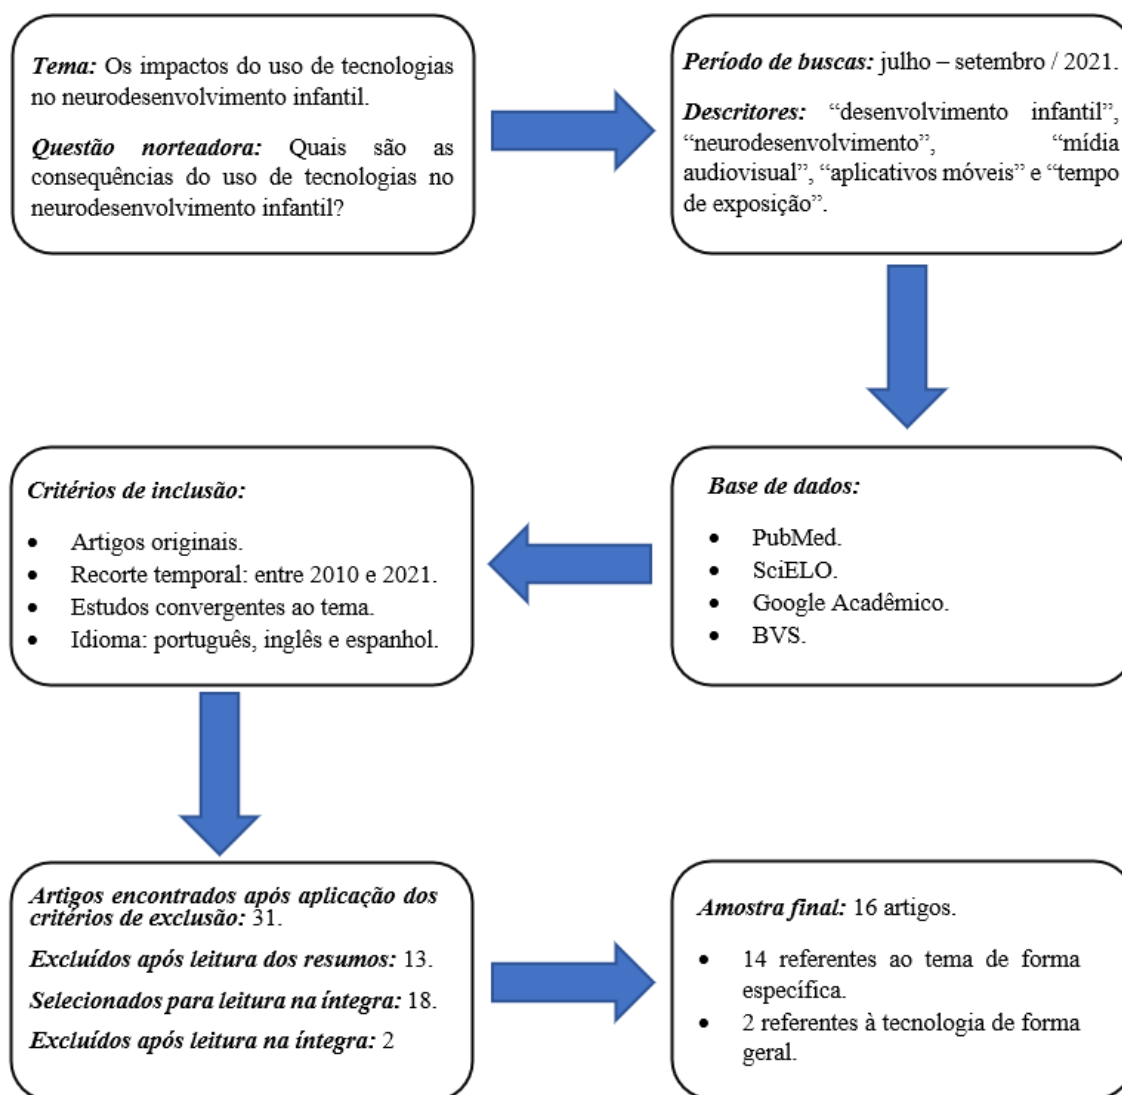 Tema: Os impactos do uso de tecnologias
no neurodesenvolvimento infantil.
Questão norteadora: Quais são as
consequências do uso de tecnologias no
neurodesenvolvimento infantil?
Período de buscas: julho – setembro / 2021.
Descritores: “desenvolvimento infantil”,
“neurodesenvolvimento”, “mídia
audiovisual”, “aplicativos móveis” e “tempo
de exposição”.
Base de dados:
• PubMed.
• SciELO.
• Google Acadêmico.
• BVS.
Critérios de inclusão:
• Artigos originais.
• Recorte temporal: entre 2010 e 2021.
• Estudos convergentes ao tema.
• Idioma: português, inglês e espanhol.
Artigos encontrados após aplicação dos
critérios de exclusão: 31.
Excluídos após leitura dos resumos: 13.
Selecionados para leitura na íntegra: 18.
Excluídos após leitura na íntegra: 2
Amostra final: 16 artigos.
• 14 referentes ao tema de forma
específica.
• 2 referentes à tecnologia de forma
geral.